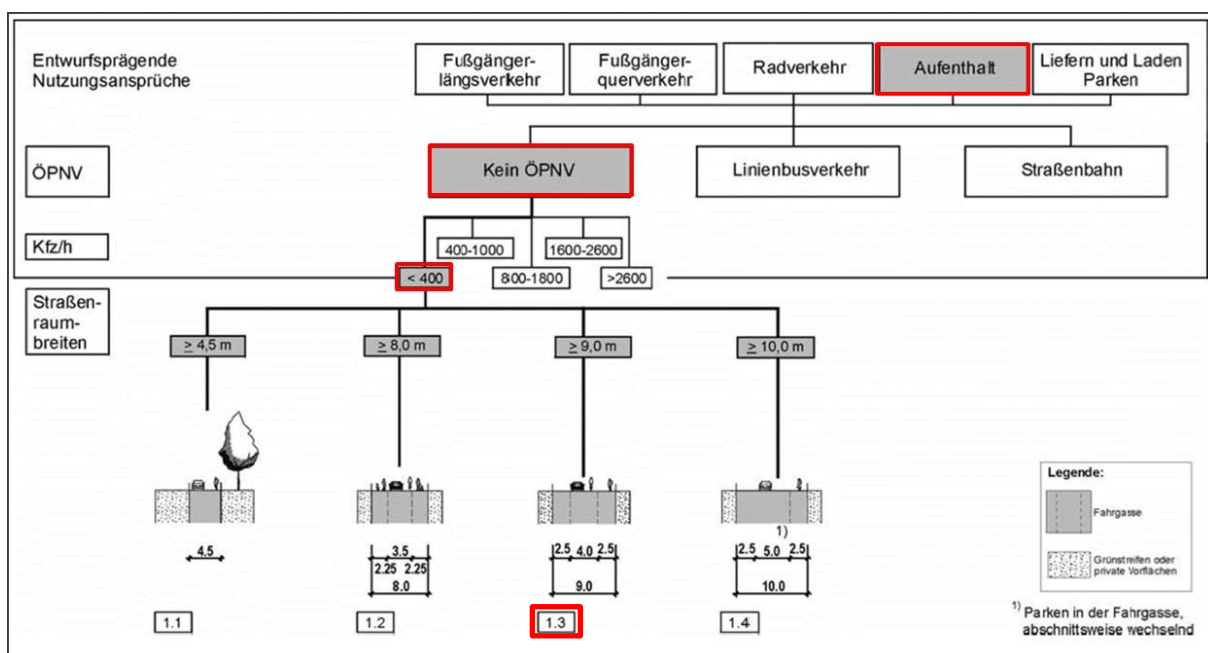 Entwurfsprägende
Nutzungsansprüche
Fußgänger-
längsverkehr
Fußgänger-
querverkehr
Radverkehr
Aufenthalt
Liefern und Laden
Parken
ÖPNV
Kein ÖPNV
Linienbusverkehr
Straßenbahn
Kfz/h
400-1000
1600-2600
< 400
800-1800
>2600
Straßen-
raum-
breiten
≥ 4,5 m
≥ 8,0 m
≥ 9,0 m
≥ 10,0 m
1)
4.5
3.5
2.25 2.25
8.0
2.5 4.0 2.5
9.0
2.5 5.0 2.5
10.0
1.1
1.2
1.3
1.4
Legende:
Fahrgasse
Grünstreifen oder
private Vorflächen
1) Parken in der Fahrgasse,
abschnittsweise wechselnd